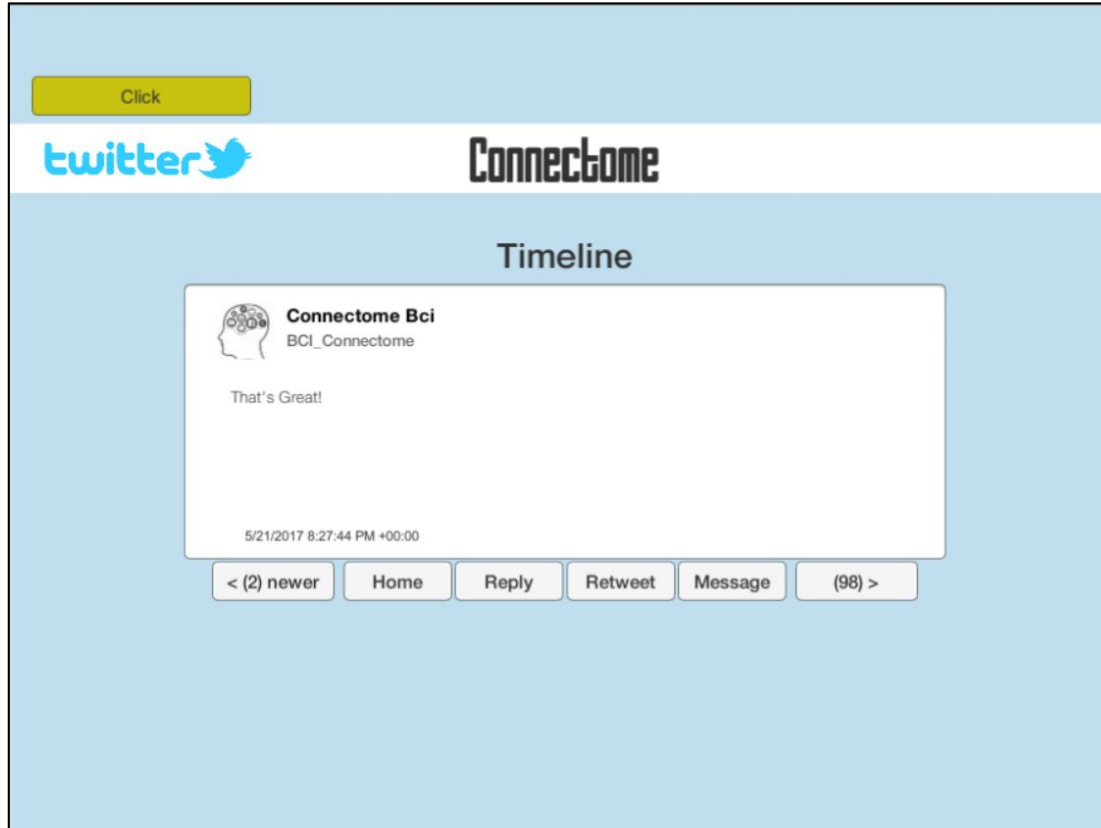 Click
twitter
Connectome
Timeline
Connectome Bci
BCI_Connectome
That's Great!
5/21/2017 8:27:44 PM +00:00
< (2) newer
Home
Reply
Retweet
Message
(98) >